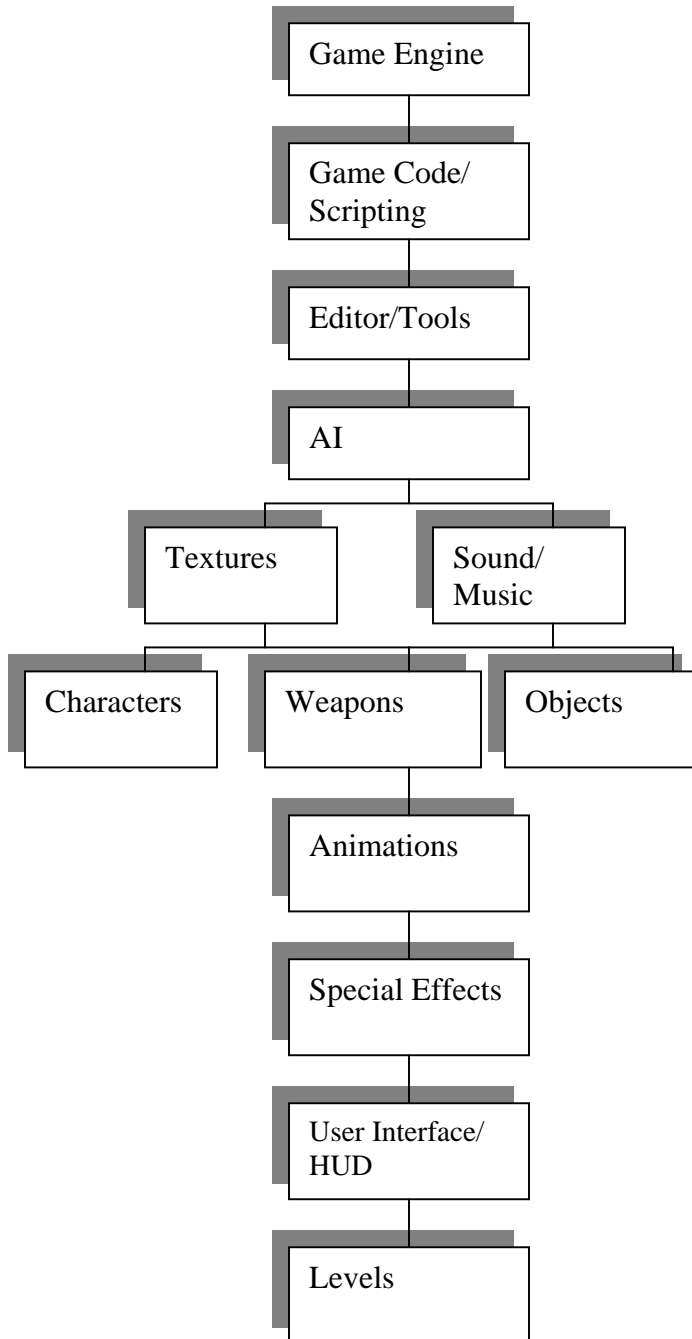 Game Engine
Game Code/
Scripting
Editor/Tools
AI
Textures
Sound/
Music
Characters
Weapons
Objects
Animations
Special Effects
User Interface/
HUD
Levels